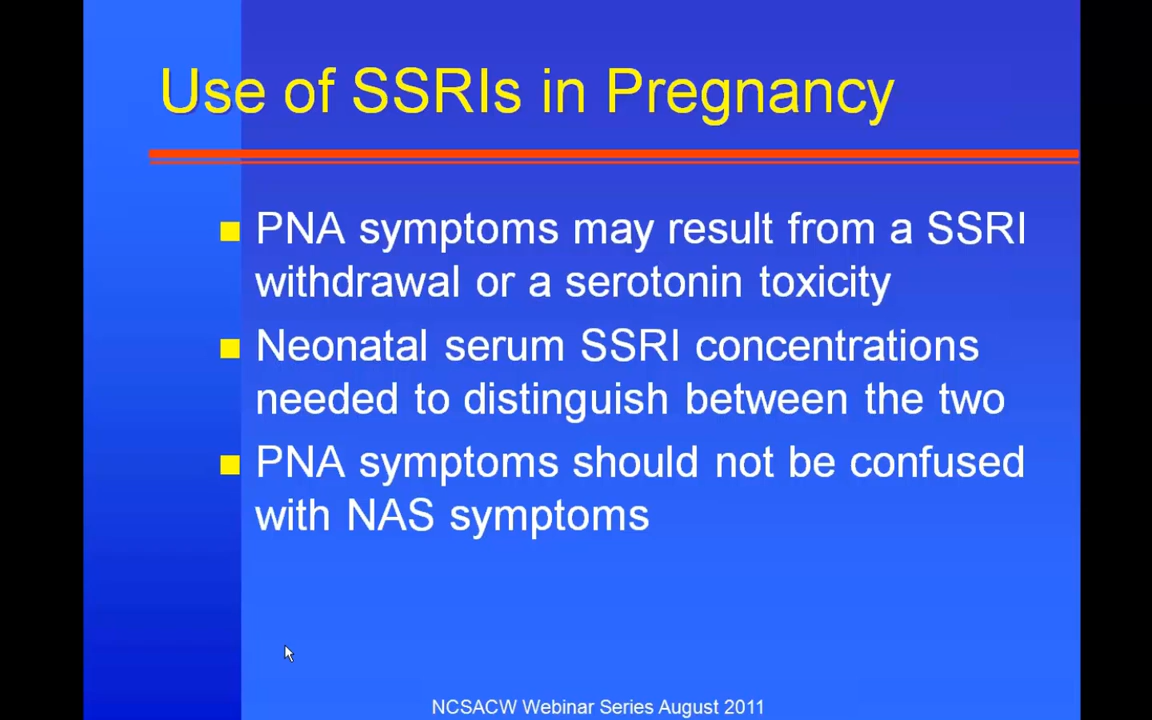 Use of SSRIs in Pregnancy
PNA symptoms may result from a SSRI
withdrawal or a serotonin toxicity
Neonatal serum SSRI concentrations
needed to distinguish between the two
PNA symptoms should not be confused
with NAS symptoms
NCSACW Webinar Series August 2011